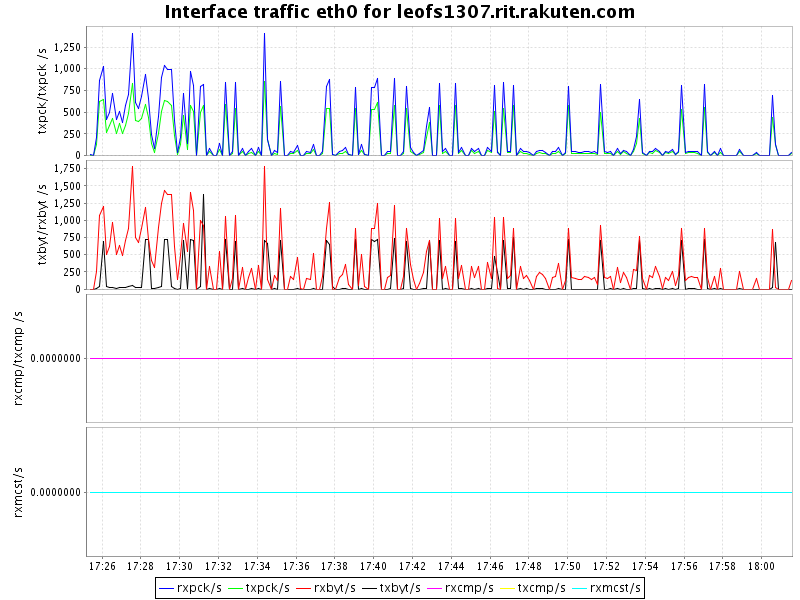 Interface traffic eth0 for leofs1307.rit.rakuten.com
txpck/txpck /s
1,250
1,000
750
500
250
0
txbyt/rxbyt /s
1,750
1,500
1,250
1,000
750
500
250
0
rxcmp/txcmp /s
0.0000000
rxmcst/s
0.0000000
17:26 17:28 17:30 17:32 17:34 17:36 17:38 17:40 17:42 17:44 17:46 17:48 17:50 17:52 17:54 17:56 17:58 18:00
rxpck/s txpck/s rxbyt/s txbyt/s rxcmp/s txcmp/s rxmcst/s